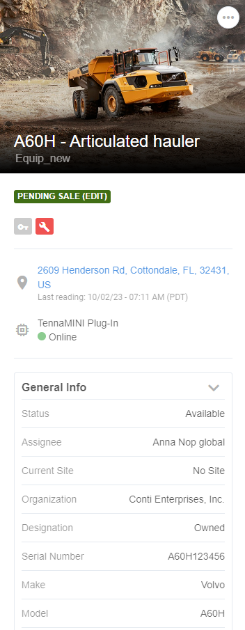 A60H - Articulated hauler
Equip_new
PENDING SALE (EDIT)
2609 Henderson Rd, Cottondale, FL, 32431,
US
Last reading: 10/02/23 - 07:11 AM (PDT)
TennaMINI Plug-In
Online
General Info
Status Available
Assignee Anna Nop global
Current Site No Site
Organization Conti Enterprises, Inc.
Designation Owned
Serial Number A60H123456
Make Volvo
Model A60H